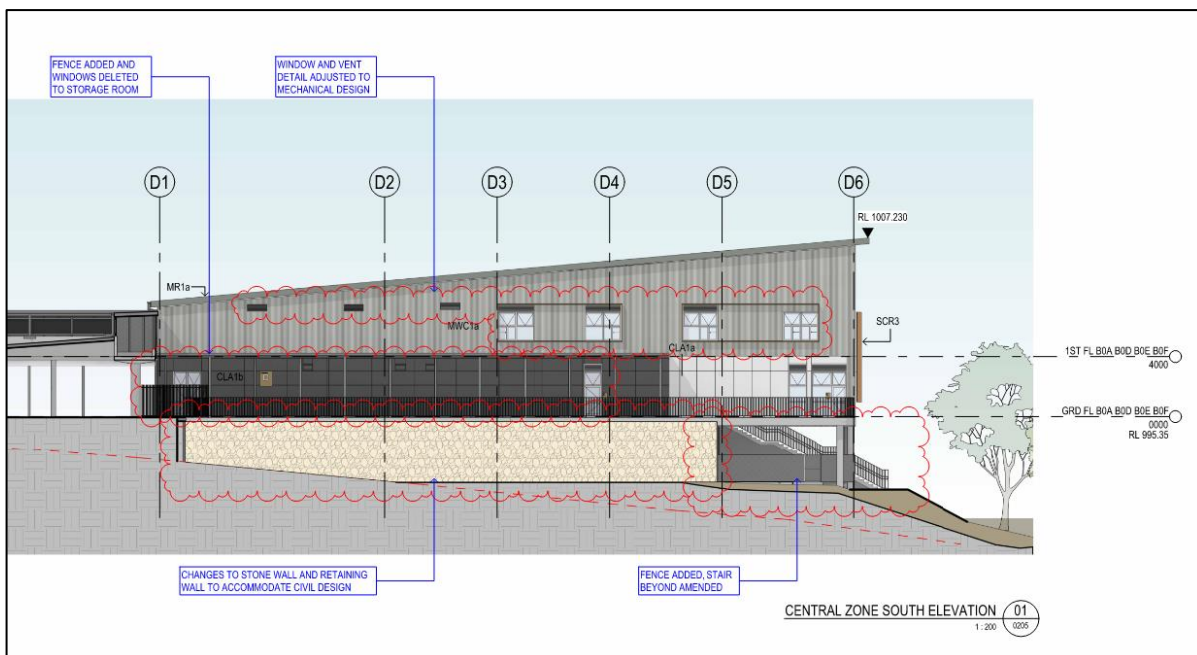 FENCE ADDED AND
WINDOWS DELETED
TO STORAGE ROOM
WINDOW AND VENT
DETAIL ADJUSTED TO
MECHANICAL DESIGN
D1
D2
D3
D4
D5
D6
RL 1007.230
MR1a
MWC1a
SCR3
CLA1a
CLA1b
1ST FL B0A B0D B0E B0F
4000
GRD FL B0A B0D B0E B0F
0000
RL 995.35
CHANGES TO STONE WALL AND RETAINING
WALL TO ACCOMMODATE CIVIL DESIGN
FENCE ADDED, STAIR
BEYOND AMENDED
CENTRAL ZONE SOUTH ELEVATION
1 : 200
01
0205